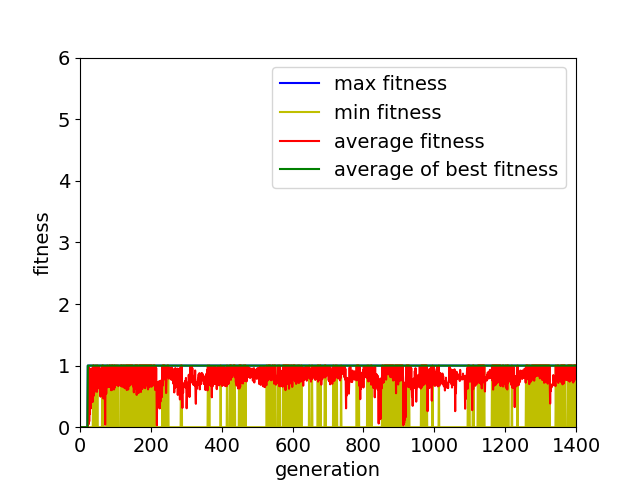 max fitness
min fitness
average fitness
average of best fitness
6
5
4
3
2
1
0
fitness
0 200 400 600 800 1000 1200 1400
generation